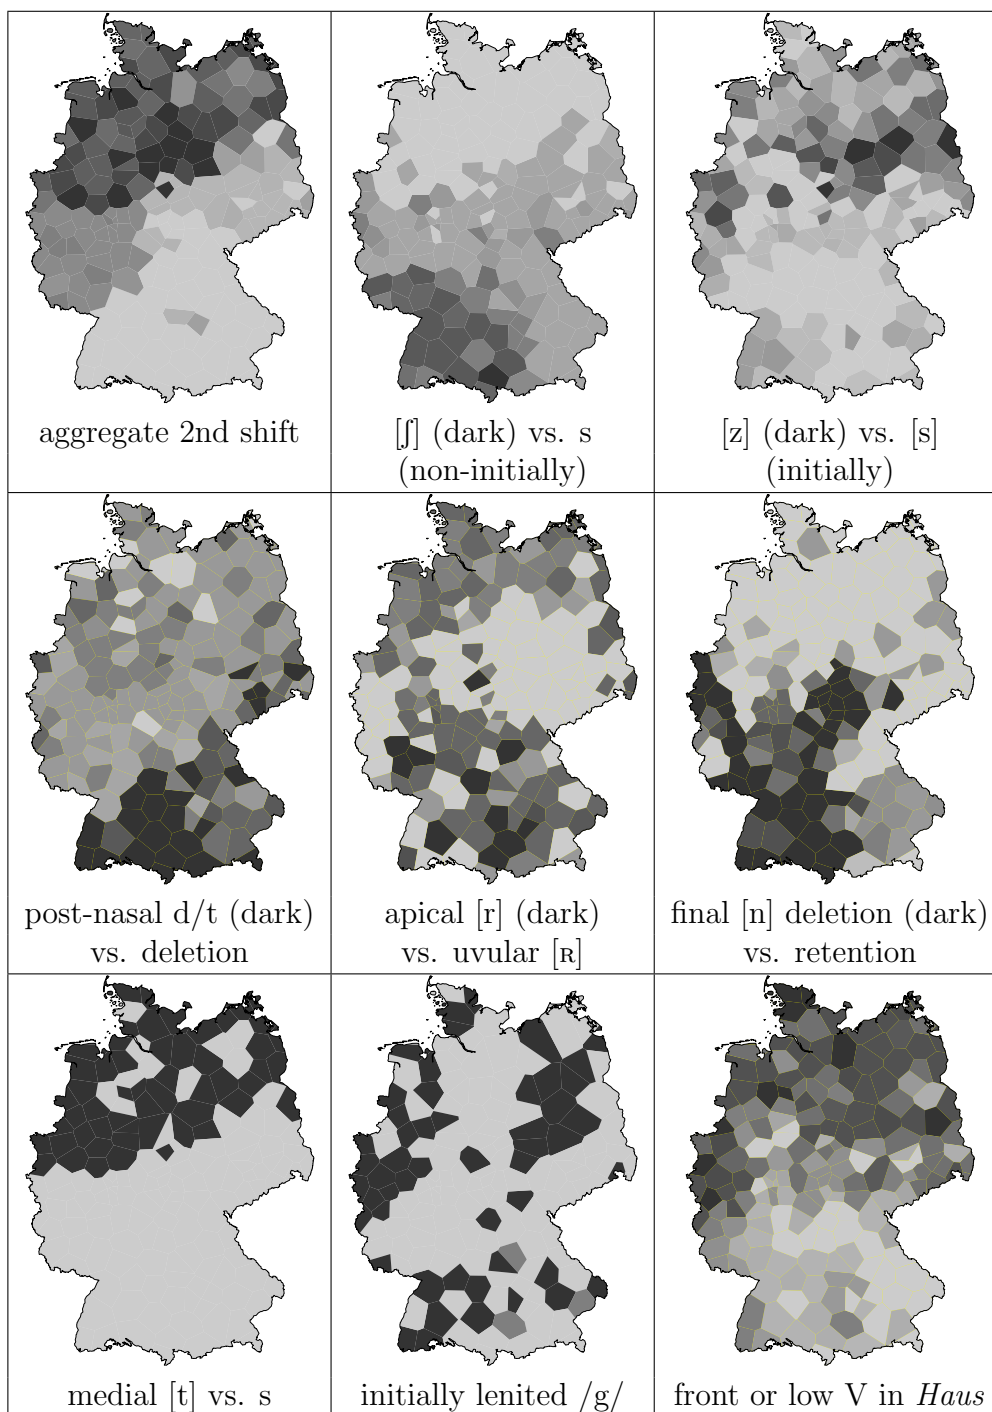 aggregate 2nd shift
[ʃ] (dark) vs. s
(non-initially)
[z] (dark) vs. [s]
(initially)
post-nasal d/t (dark)
vs. deletion
apical [r] (dark)
vs. uvular [ʀ]
final [n] deletion (dark)
vs. retention
medial [t] vs. s
initially lenited /g/
front or low V in Haus